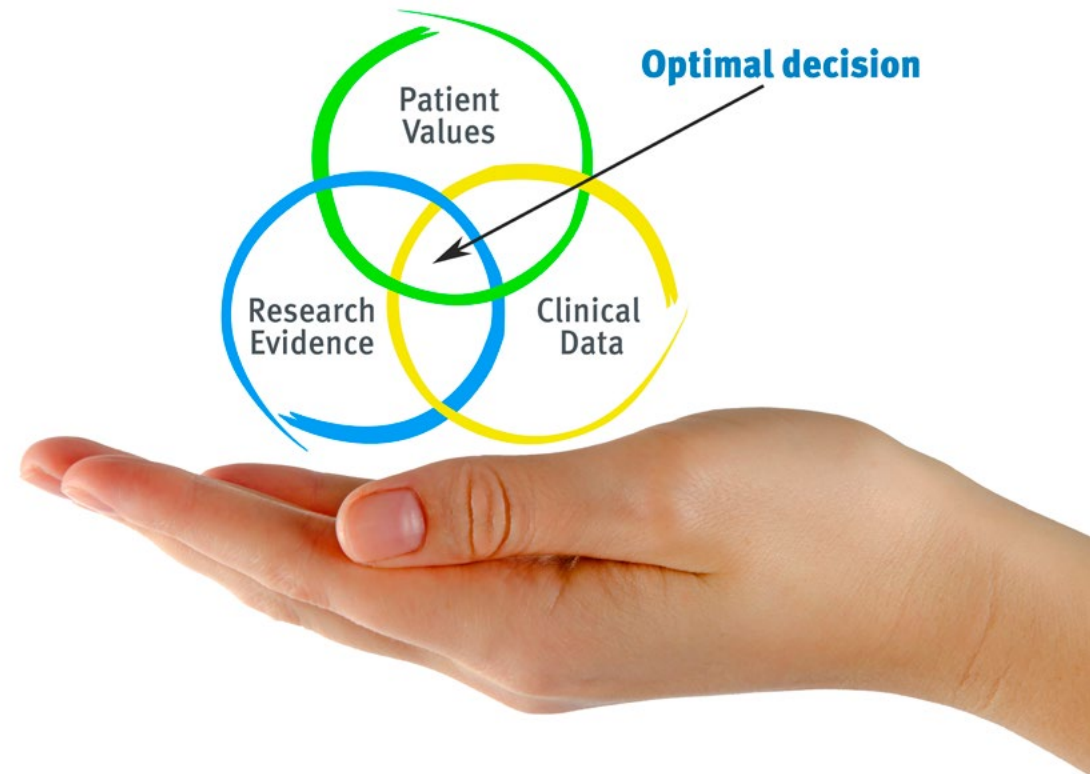 Optimal decision
Patient
Values
Research
Evidence
Clinical
Data